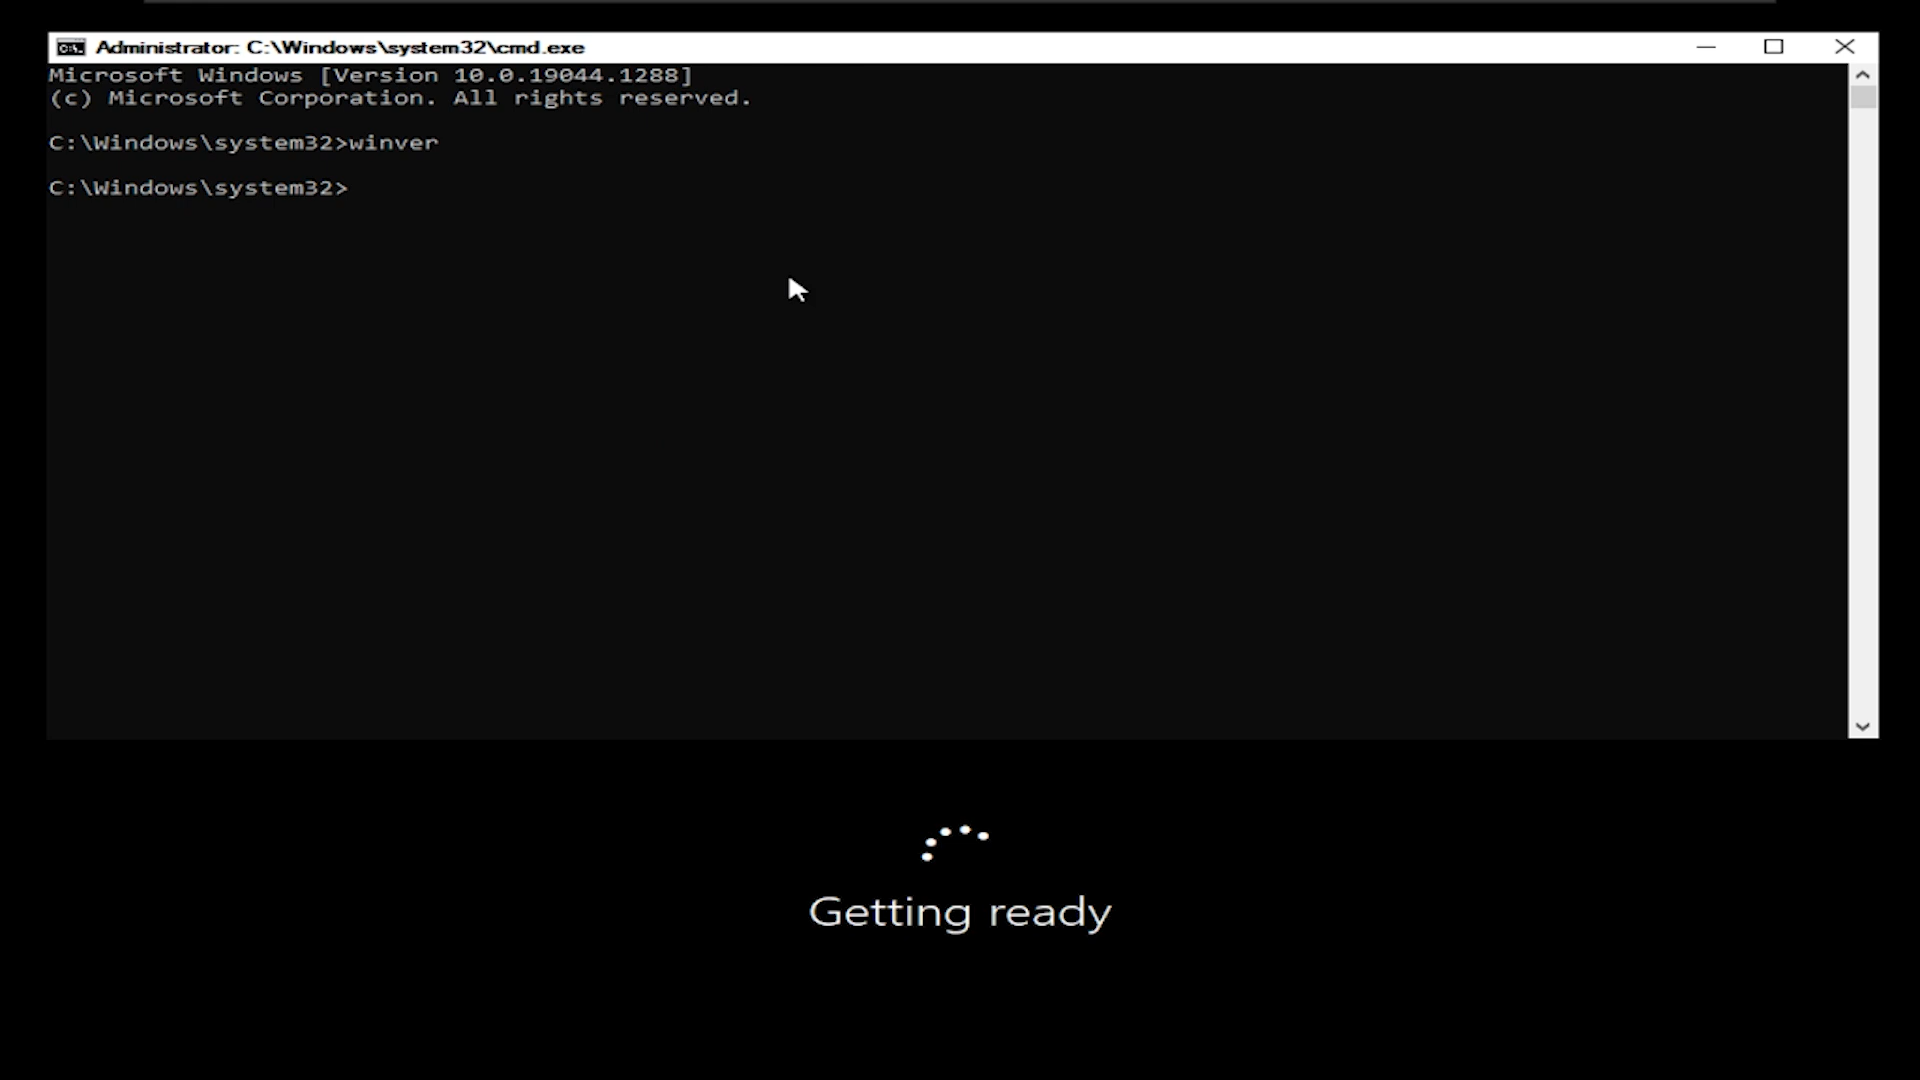 Administrator: C:\Windows\system32\cmd.exe
Microsoft Windows [Version 10.0.19044.1288]
(c) Microsoft Corporation. All rights reserved.
C:\Windows\system32>winver
C:\Windows\system32>
Getting ready